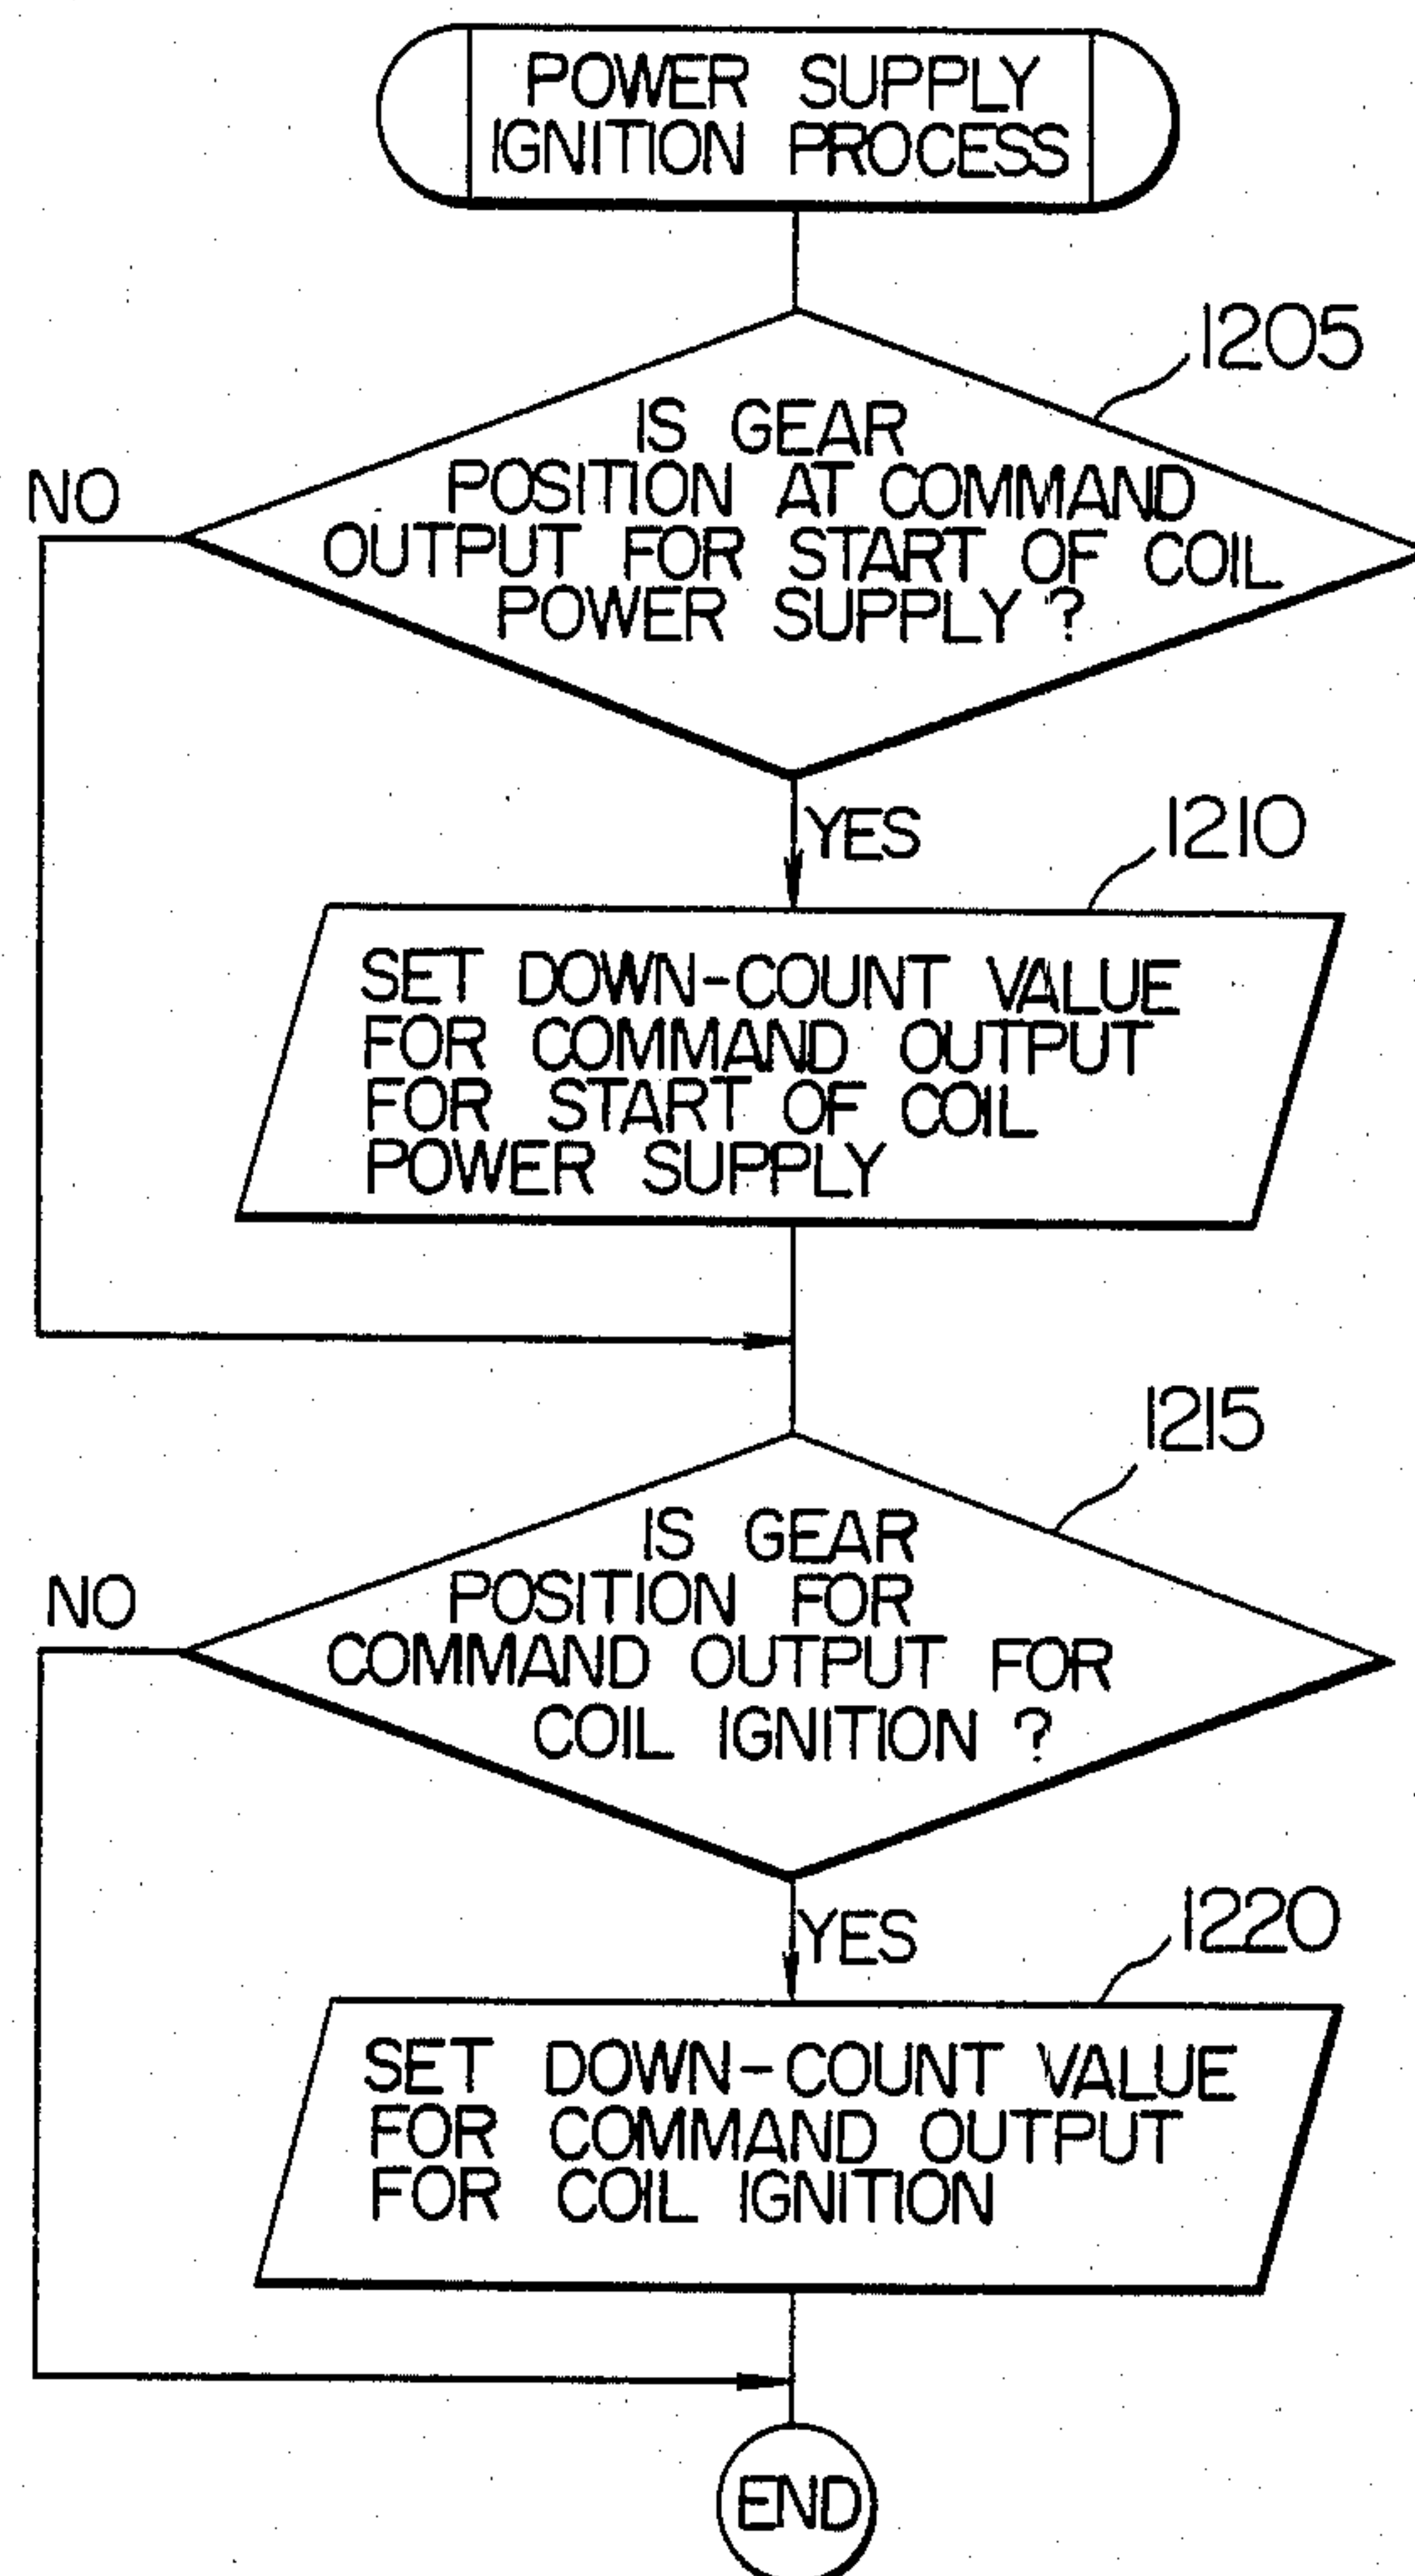 POWER SUPPLY
IGNITION PROCESS
1205
IS GEAR
POSITION AT COMMAND
OUTPUT FOR START OF COIL
POWER SUPPLY ?
NO
YES
1210
SET DOWN-COUNT VALUE
FOR COMMAND OUTPUT
FOR START OF COIL
POWER SUPPLY
1215
IS GEAR
POSITION FOR
COMMAND OUTPUT FOR
COIL IGNITION ?
NO
YES
1220
SET DOWN-COUNT VALUE
FOR COMMAND OUTPUT
FOR COIL IGNITION
END